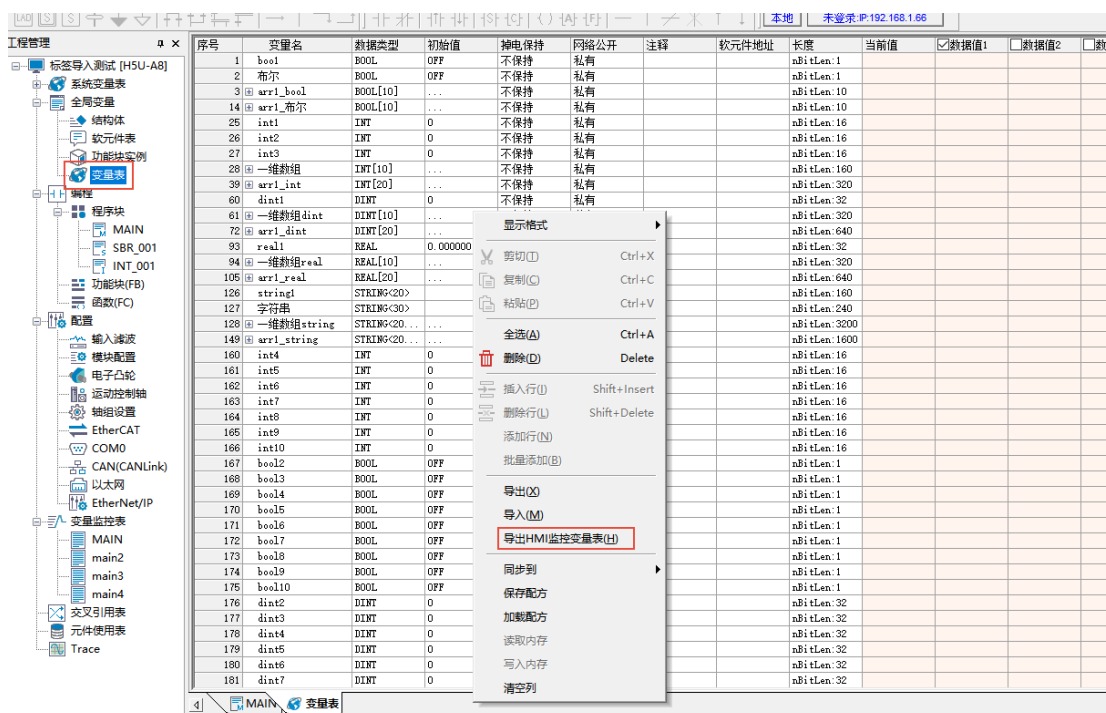 LAD S S
{S} {C} ( ) {A} {F}
本地 未登录:IP:192.168.1.66
工程管理
标签导入测试 [H5U-A8]
系统变量表
全局变量
结构体
软元件表
功能块实例
变量表
编程
程序块
MAIN
SBR_001
INT_001
功能块(FB)
函数(FC)
配置
输入滤波
模块配置
电子凸轮
运动控制轴
轴组设置
EtherCAT
COM0
CAN(CANLink)
以太网
EtherNet/IP
变量监控表
MAIN
main2
main3
main4
交叉引用表
元件使用表
Trace
序号 变量名 数据类型 初始值 掉电保持 网络公开 注释 软元件地址 长度 当前值 数据值1 数据值2 数
1 bool BOOL OFF 不保持 私有 nBitLen:1
2 布尔 BOOL OFF 不保持 私有 nBitLen:1
3 arr1_bool BOOL[10] ... 不保持 私有 nBitLen:10
14 arr1_布尔 BOOL[10] ... 不保持 私有 nBitLen:10
25 int1 INT 0 不保持 私有 nBitLen:16
26 int2 INT 0 不保持 私有 nBitLen:16
27 int3 INT 0 不保持 私有 nBitLen:16
28 一维数组 INT[10] ... 不保持 私有 nBitLen:160
39 arr1_int INT[20] ... 不保持 私有 nBitLen:320
60 dint1 DINT 0 不保持 私有 nBitLen:32
61 一维数组dint DINT[10] ... nBitLen:320
72 arr1_dint DINT[20] ... nBitLen:640
93 real1 REAL 0.000000 nBitLen:32
94 一维数组real REAL[10] ... nBitLen:320
105 arr1_real REAL[20] ... nBitLen:640
126 string1 STRING<20> nBitLen:160
127 字符串 STRING<30> nBitLen:240
128 一维数组string STRING<20... ... nBitLen:3200
149 arr1_string STRING<20... ... nBitLen:1600
160 int4 INT 0 nBitLen:16
161 int5 INT 0 nBitLen:16
162 int6 INT 0 nBitLen:16
163 int7 INT 0 nBitLen:16
164 int8 INT 0 nBitLen:16
165 int9 INT 0 nBitLen:16
166 int10 INT 0 nBitLen:16
167 bool2 BOOL OFF nBitLen:1
168 bool3 BOOL OFF nBitLen:1
169 bool4 BOOL OFF nBitLen:1
170 bool5 BOOL OFF nBitLen:1
171 bool6 BOOL OFF nBitLen:1
172 bool7 BOOL OFF nBitLen:1
173 bool8 BOOL OFF nBitLen:1
174 bool9 BOOL OFF nBitLen:1
175 bool10 BOOL OFF nBitLen:1
176 dint2 DINT 0 nBitLen:32
177 dint3 DINT 0 nBitLen:32
178 dint4 DINT 0 nBitLen:32
179 dint5 DINT 0 nBitLen:32
180 dint6 DINT 0 nBitLen:32
181 dint7 DINT 0 nBitLen:32
显示格式
剪切(T) Ctrl+X
复制(C) Ctrl+C
粘贴(P) Ctrl+V
全选(A) Ctrl+A
删除(D) Delete
插入行(I) Shift+Insert
删除行(L) Shift+Delete
添加行(N)
批量添加(B)
导出(X)
导入(M)
导出HMI监控变量表(H)
同步到
保存配方
加载配方
读取内存
写入内存
清空列
MAIN 变量表